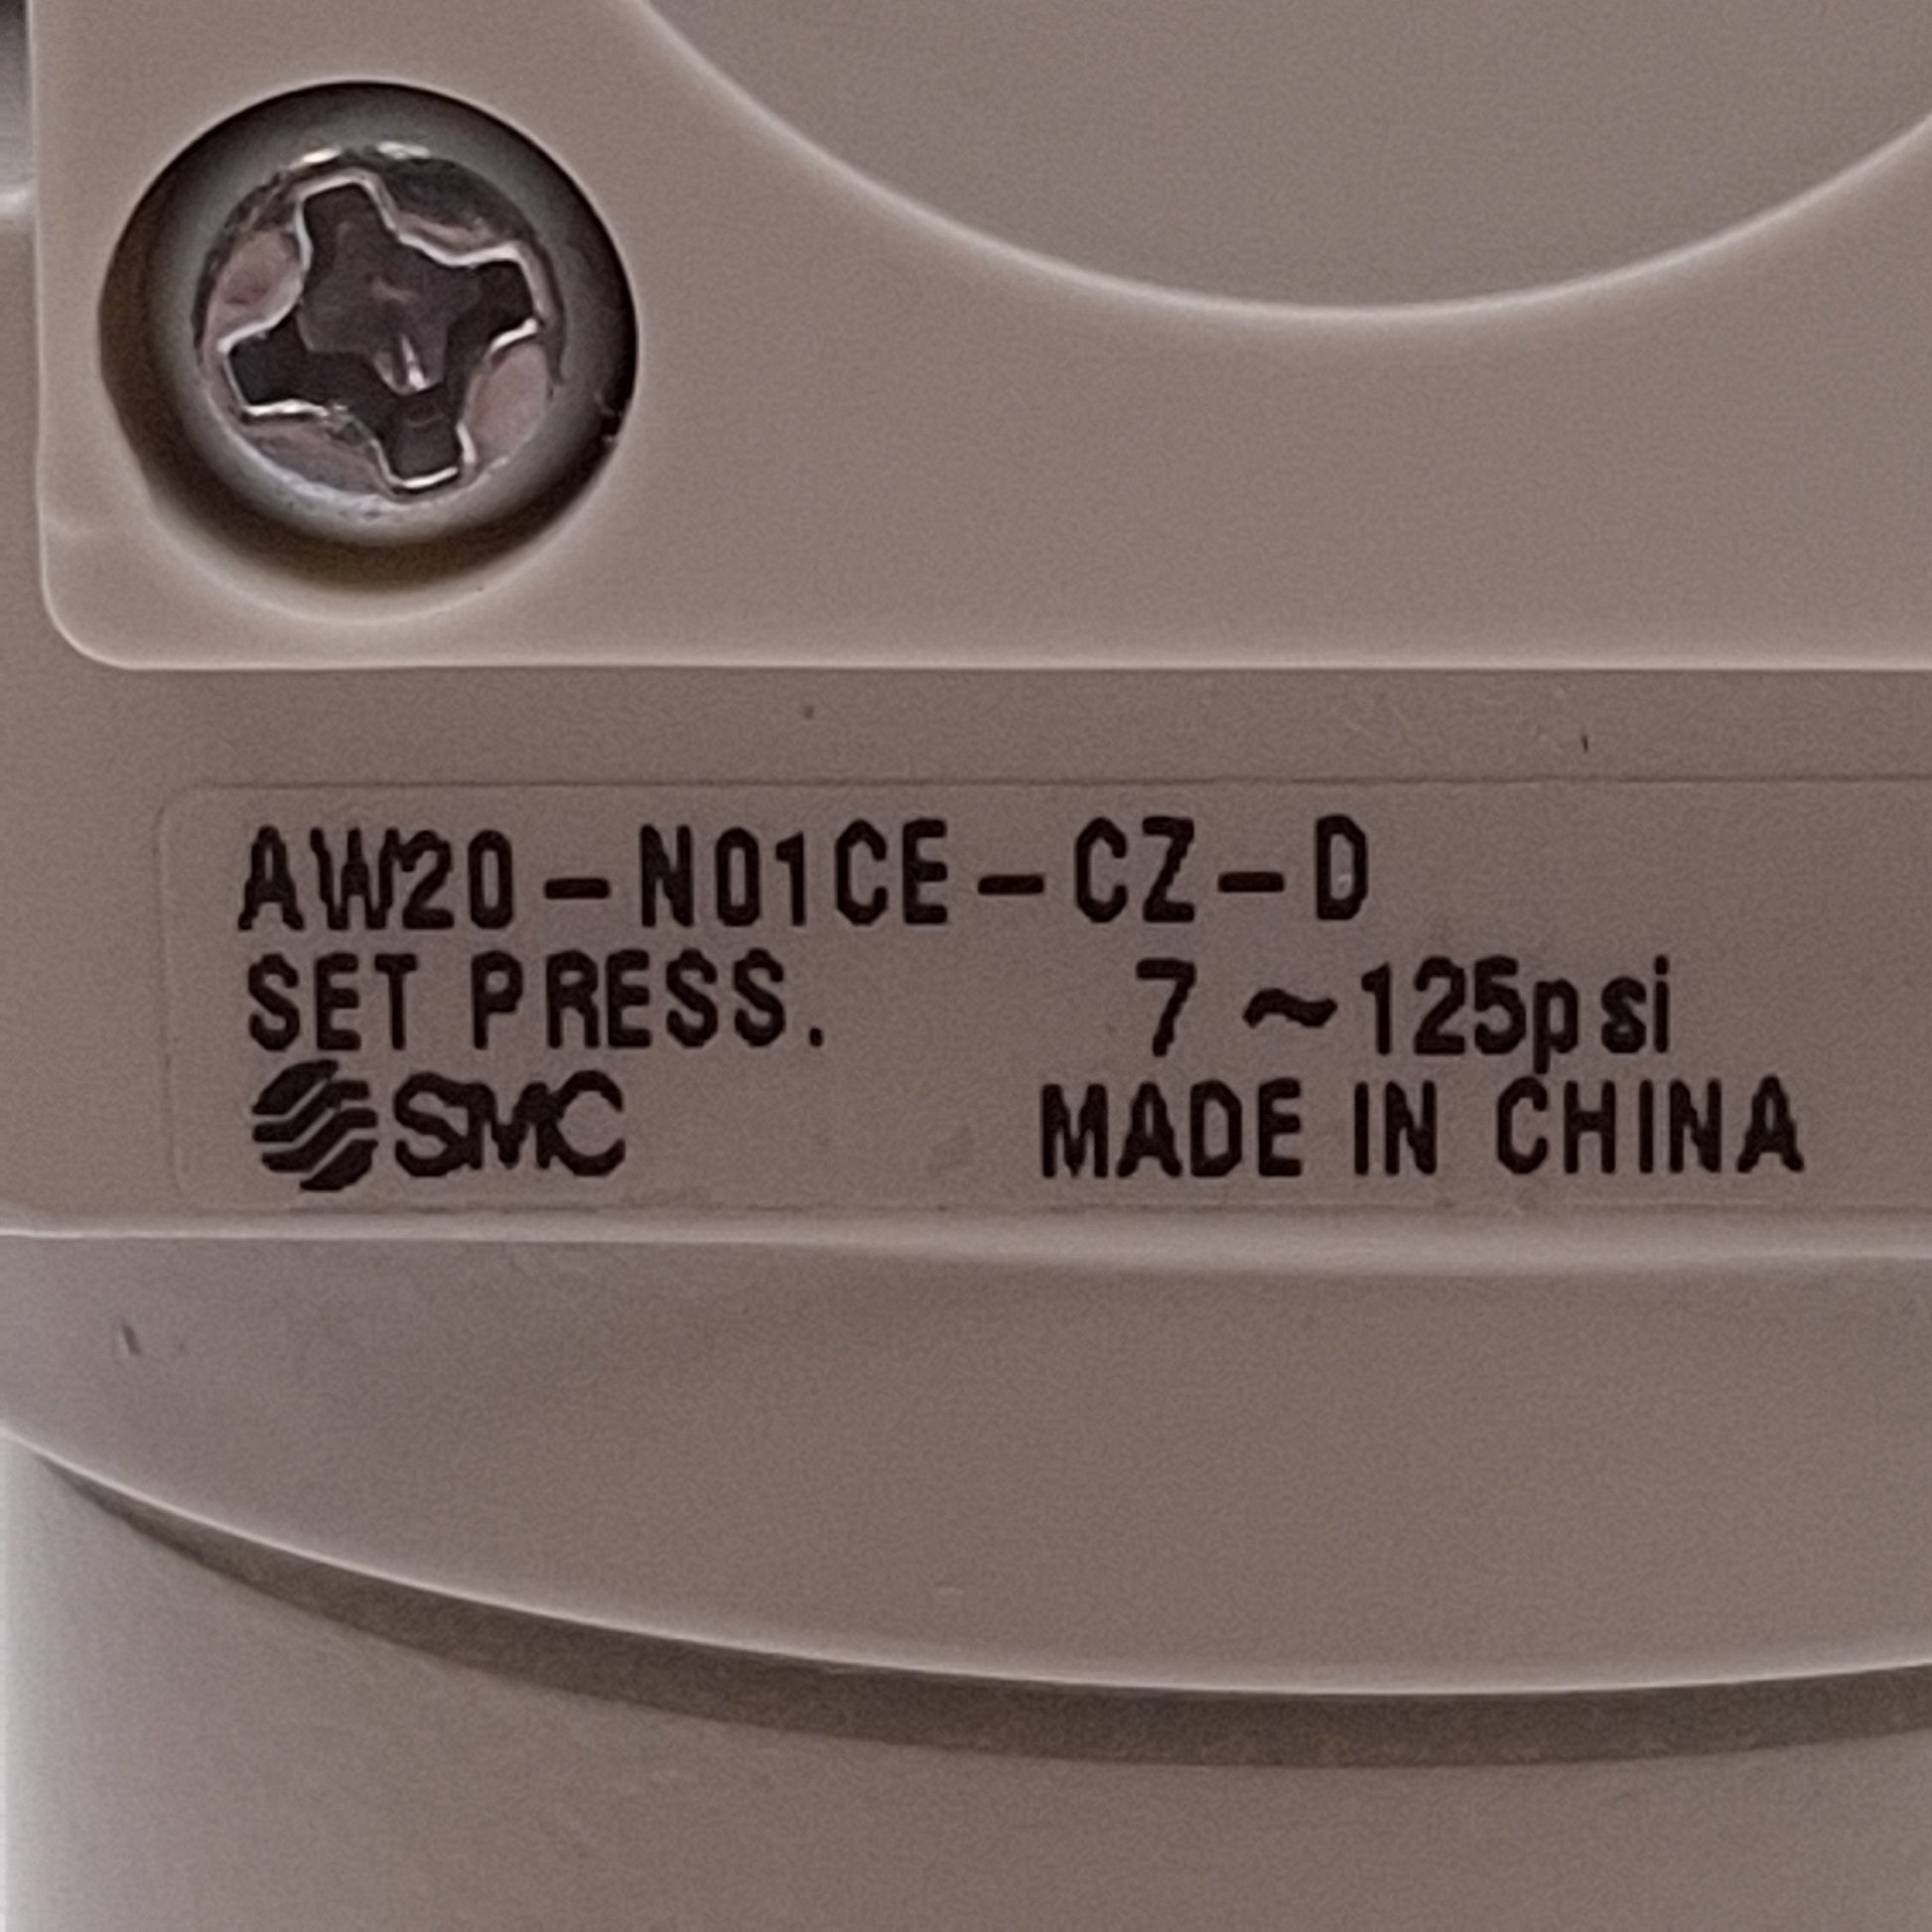 AW20-N01CE-CZ-D
SET PRESS. 7~125psi
SMC MADE IN CHINA